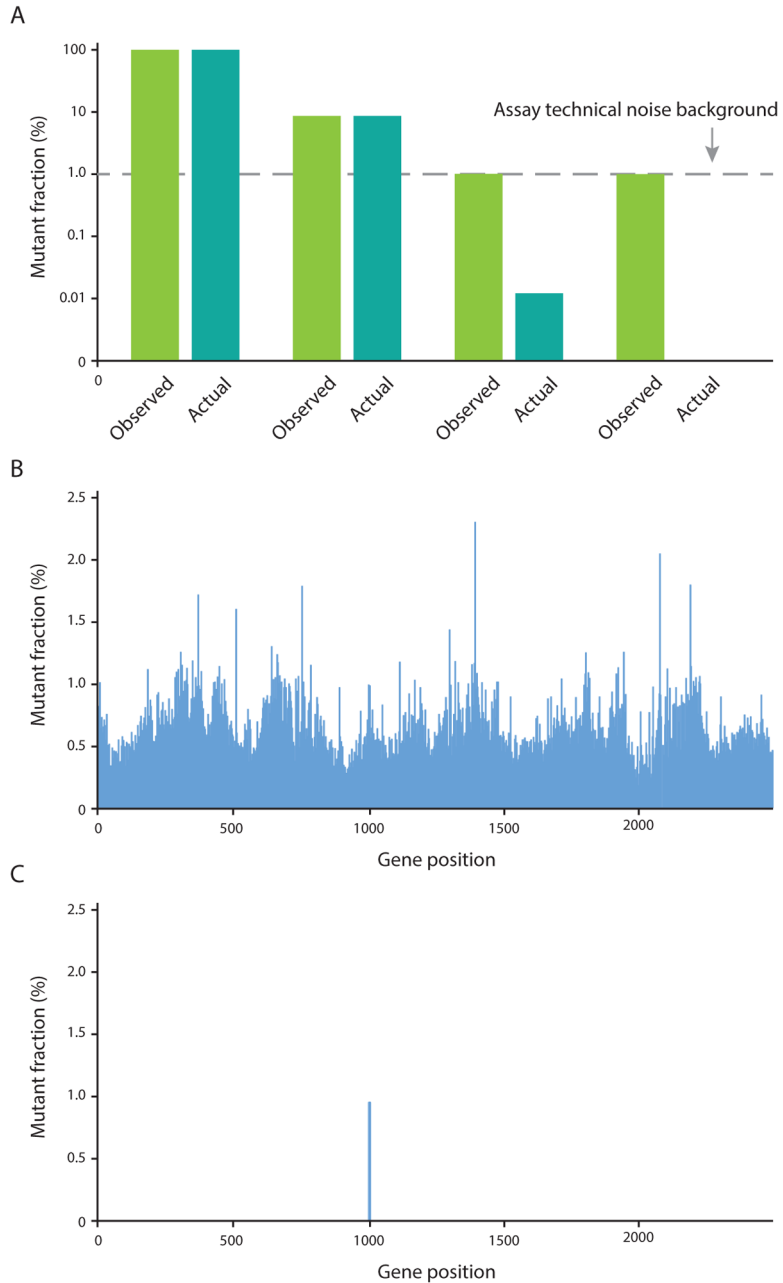 A
Mutant fraction (%)
100
10
1.0
0.1
0.01
0
0
Assay technical noise background
Observed
Actual
Observed
Actual
Observed
Actual
Observed
Actual
B
Mutant fraction (%)
2.5
2.0
1.5
1.0
0.5
0
0
500
1000
1500
2000
Gene position
C
Mutant fraction (%)
2.5
2.0
1.5
1.0
0.5
0
0
500
1000
1500
2000
Gene position